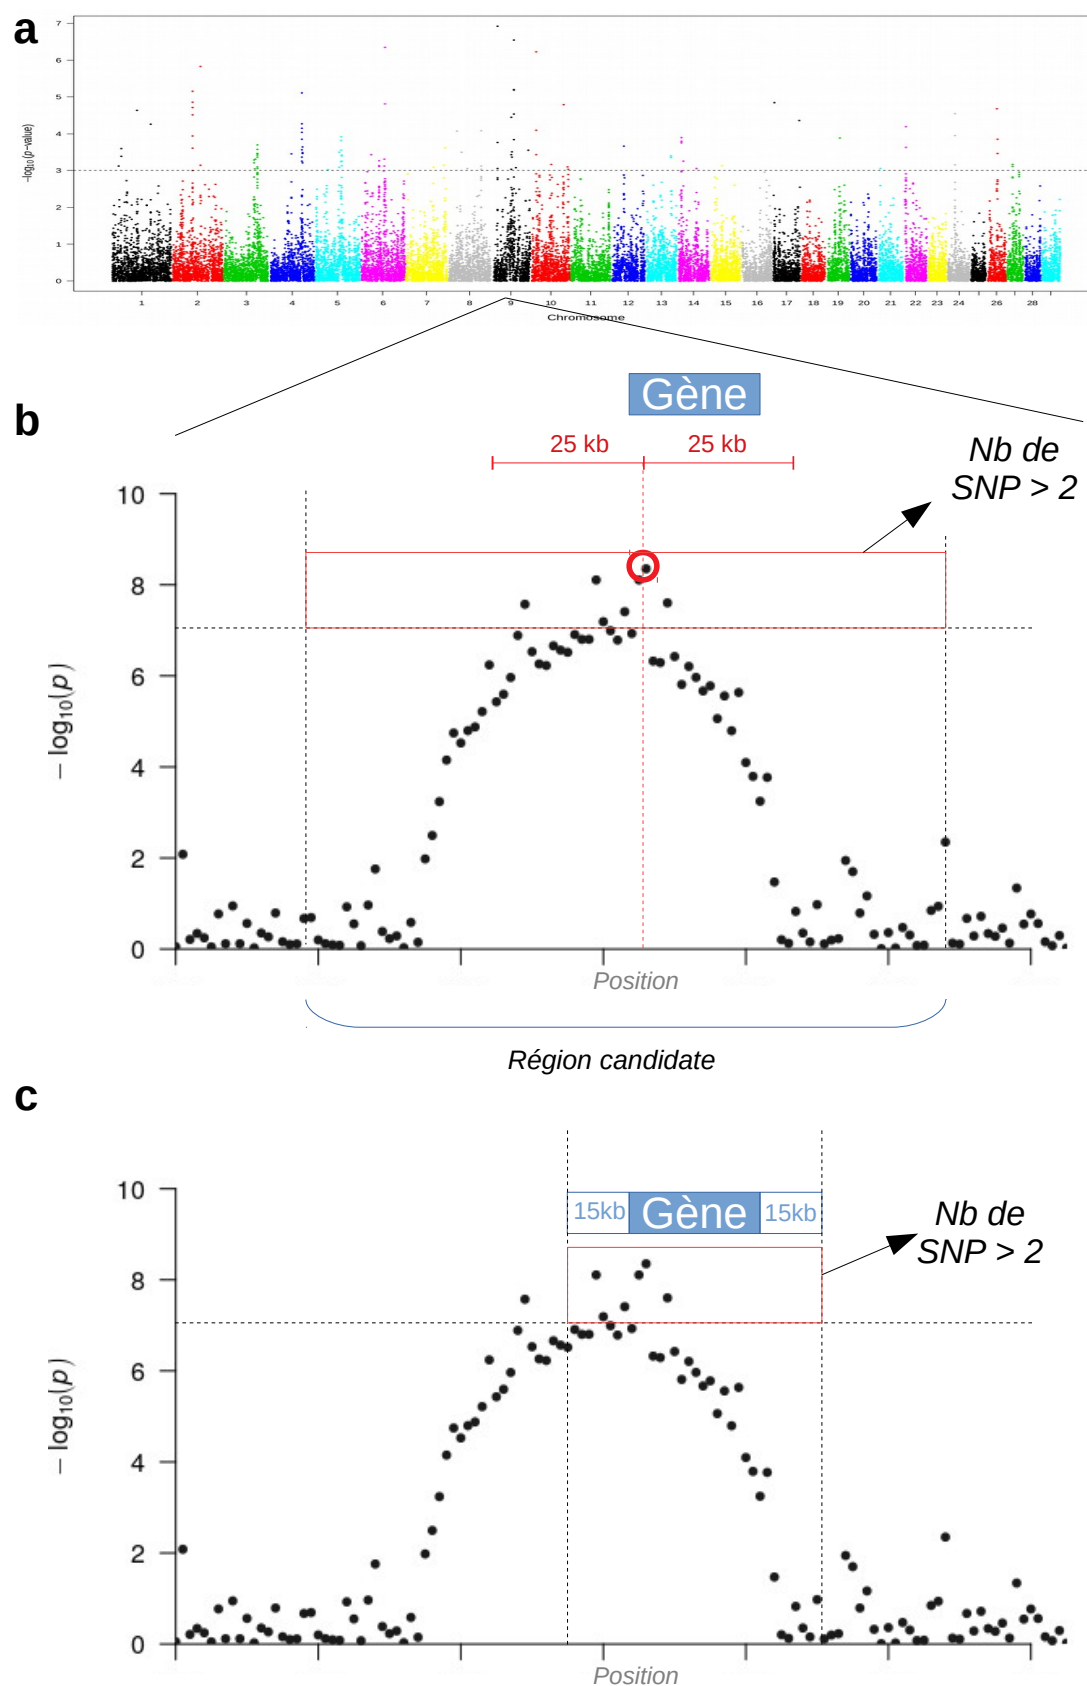 a
7
6
5
4
3
2
1
0
−log10(p−value)
1 2 3 4 5 6 7 8 9 10 11 12 13 14 15 16 17 18 19 20 21 22 23 24 26 28
Chromosome
Gène
b
25 kb 25 kb
Nb de
SNP > 2
10
8
6
4
2
0
− log10(p)
Position
Région candidate
c
15kb Gène 15kb
Nb de
SNP > 2
10
8
6
4
2
0
− log10(p)
Position